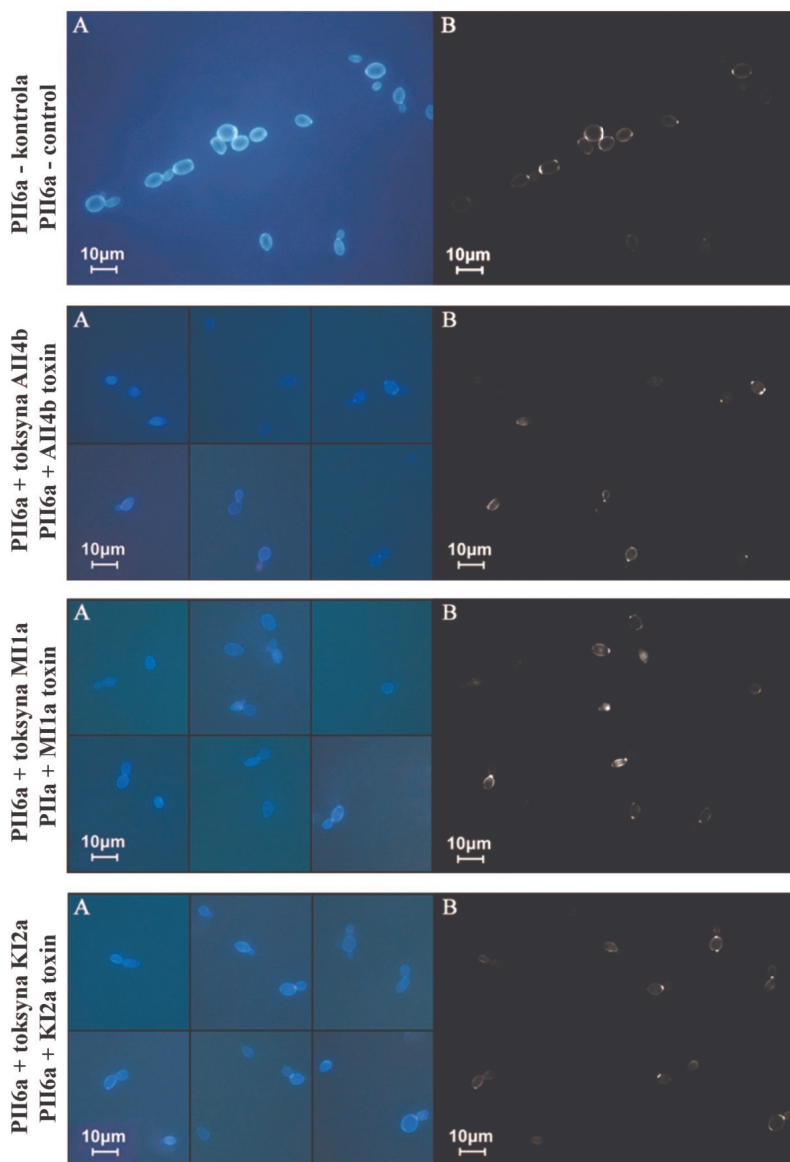 PII6a - kontrola
PII6a - control
A
B
10µm
10µm
PII6a + toksyna AII4b
PII6a + AII4b toxin
A
B
10µm
10µm
PII6a + toksyna MI1a
PIIa + MI1a toxin
A
B
10µm
10µm
PII6a + toksyna KI2a
PII6a + KI2a toxin
A
B
10µm
10µm